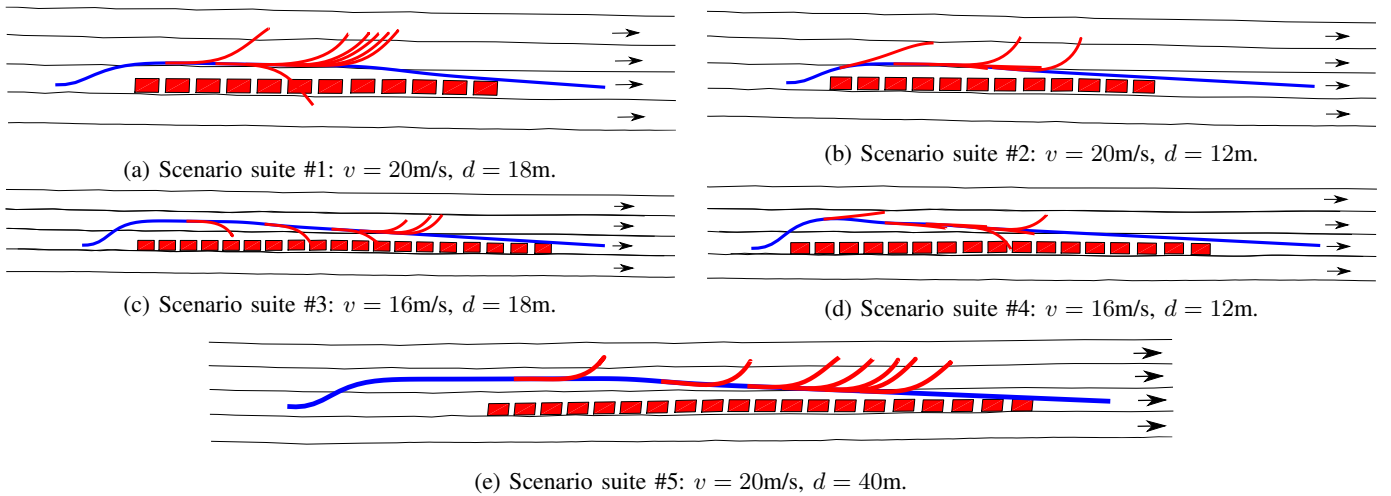 (a) Scenario suite #1: v = 20m/s, d = 18m.
(b) Scenario suite #2: v = 20m/s, d = 12m.
(c) Scenario suite #3: v = 16m/s, d = 18m.
(d) Scenario suite #4: v = 16m/s, d = 12m.
(e) Scenario suite #5: v = 20m/s, d = 40m.